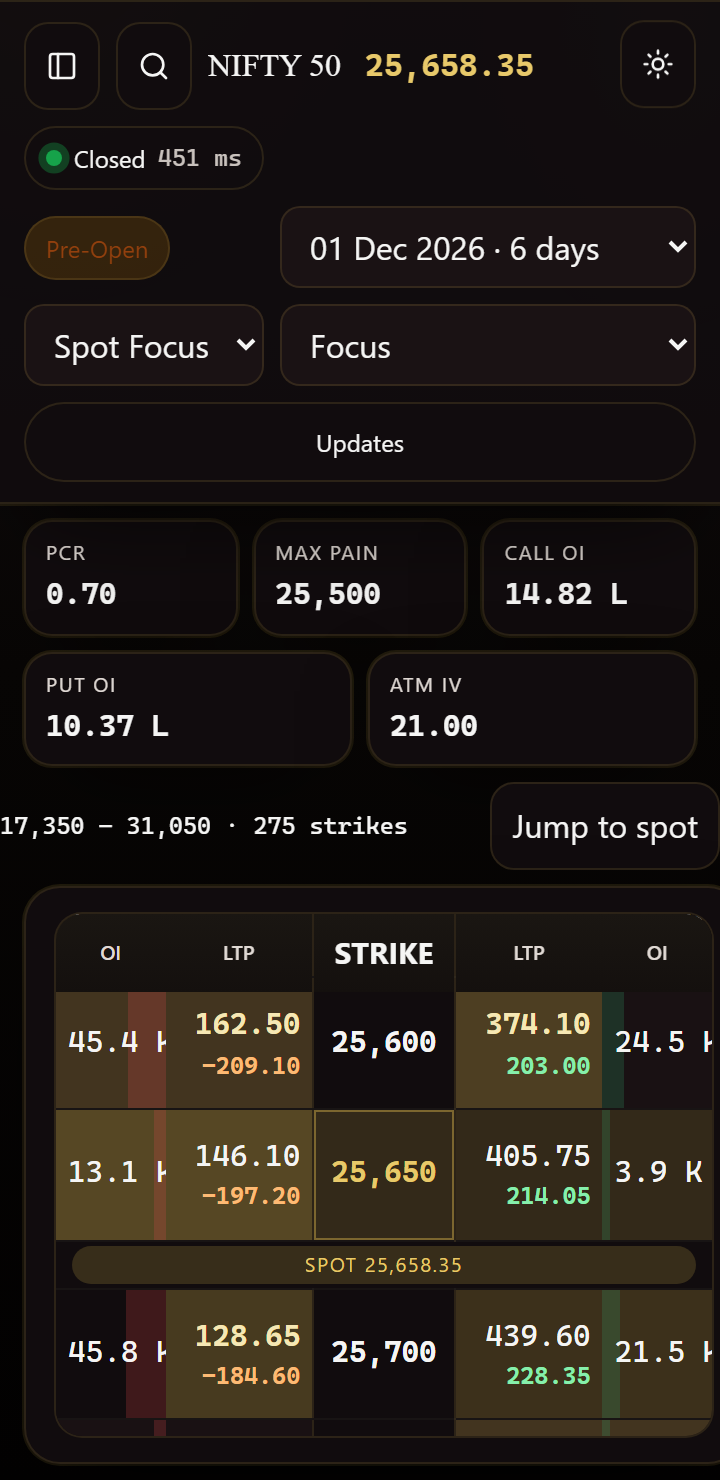 NIFTY 50 25,658.35
Closed 451 ms
Pre-Open 01 Dec 2026 · 6 days
Spot Focus Focus
Updates
PCR MAX PAIN CALL OI
0.70 25,500 14.82 L
PUT OI ATM IV
10.37 L 21.00
17,350 — 31,050 · 275 strikes Jump to spot
OI LTP STRIKE LTP OI
45.4 162.50 25,600 374.10 24.5
−209.10 203.00
13.1 146.10 25,650 405.75 3.9 K
−197.20 214.05
SPOT 25,658.35
45.8 128.65 25,700 439.60 21.5
−184.60 228.35